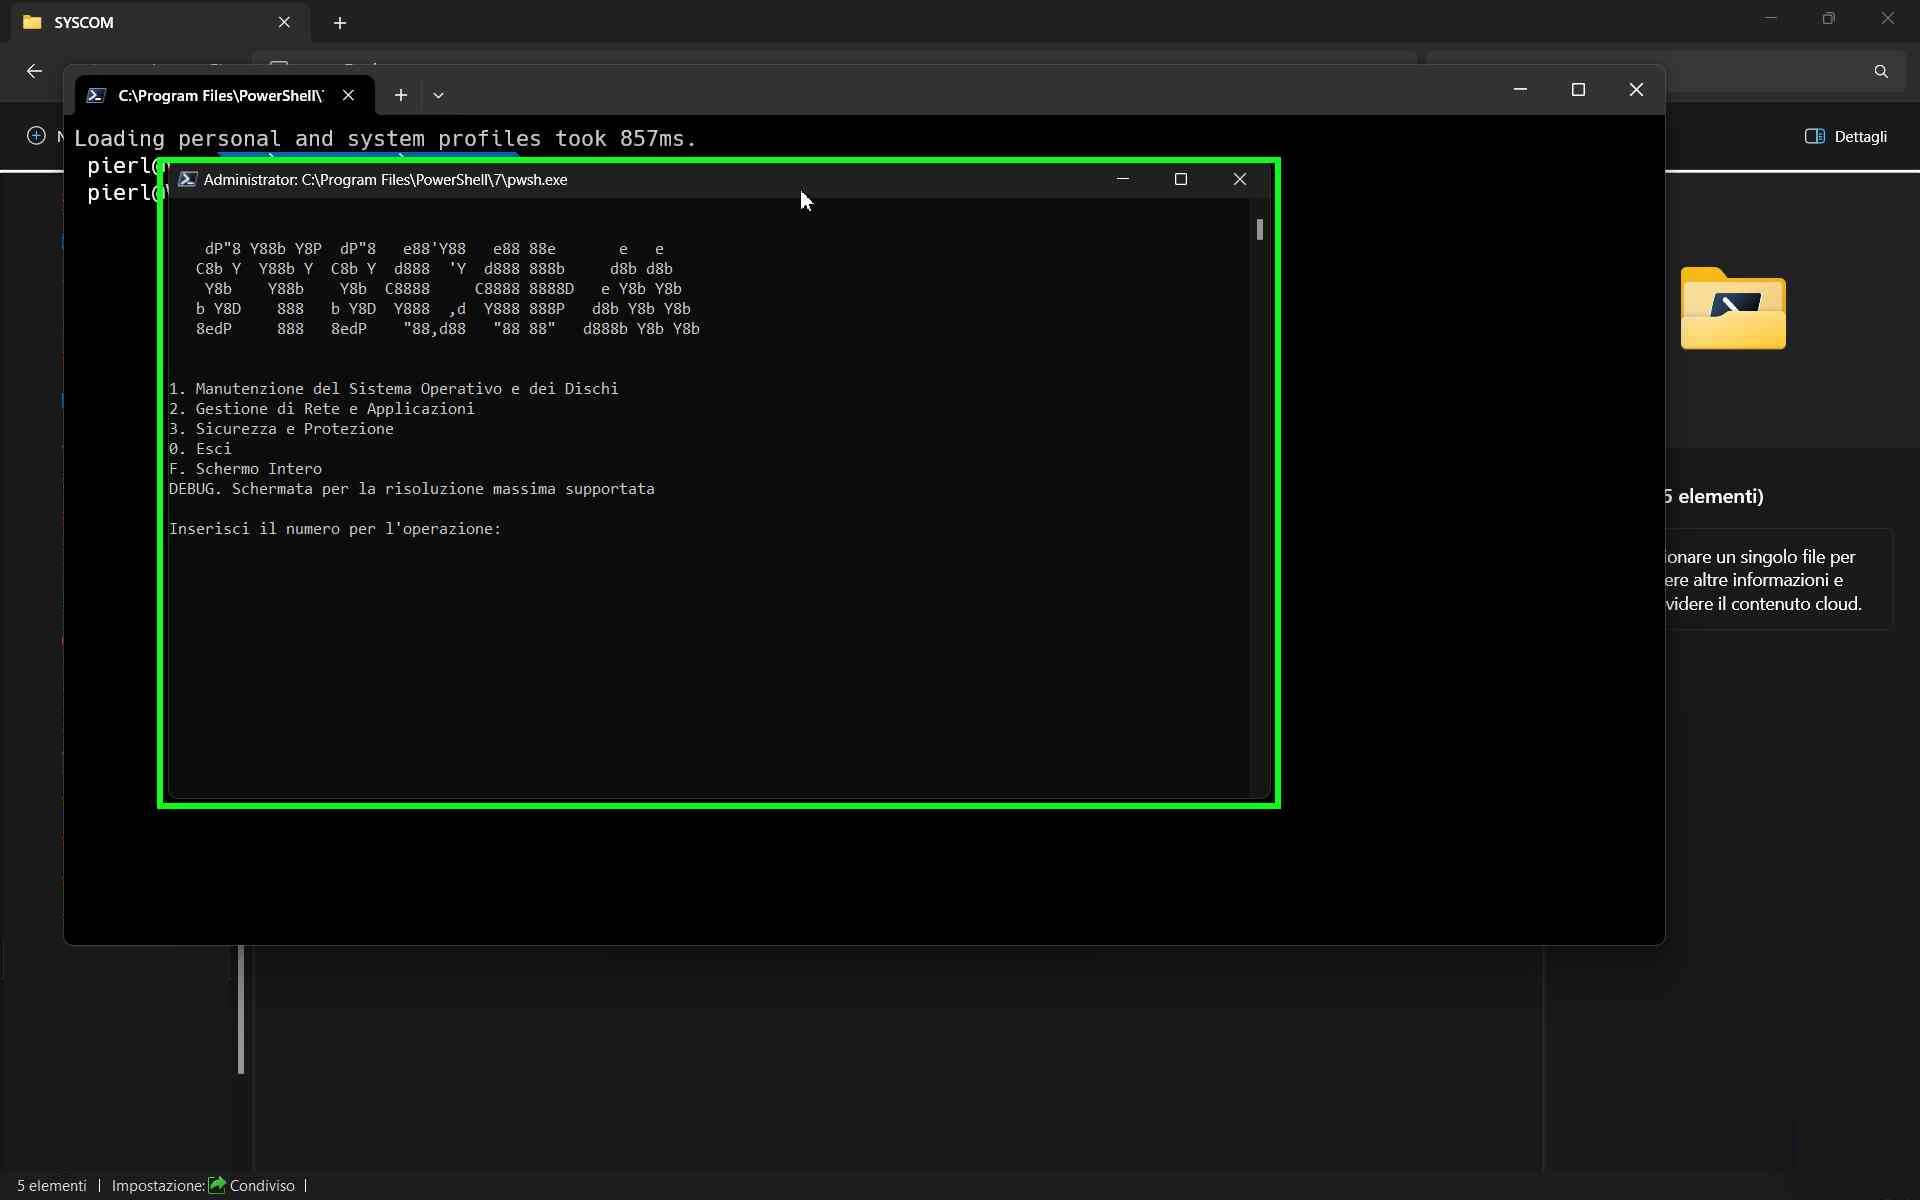 SYSCOM
C:\Program Files\PowerShell\
Loading personal and system profiles took 857ms.
Dettagli
pierl@
pierl@
Administrator: C:\Program Files\PowerShell\7\pwsh.exe
dP"8 Y88b Y8P dP"8 e88'Y88 e88 88e e e
C8b Y Y88b Y C8b Y d888 'Y d888 888b d8b d8b
Y8b Y88b Y8b C8888 C8888 8888D e Y8b Y8b
b Y8D 888 b Y8D Y888 ,d Y888 888P d8b Y8b Y8b
8edP 888 8edP "88,d88 "88 88" d888b Y8b Y8b
1. Manutenzione del Sistema Operativo e dei Dischi
2. Gestione di Rete e Applicazioni
3. Sicurezza e Protezione
0. Esci
F. Schermo Intero
DEBUG. Schermata per la risoluzione massima supportata
Inserisci il numero per l'operazione:
5 elementi)
ionare un singolo file per
ere altre informazioni e
videre il contenuto cloud.
5 elementi | Impostazione: Condiviso |